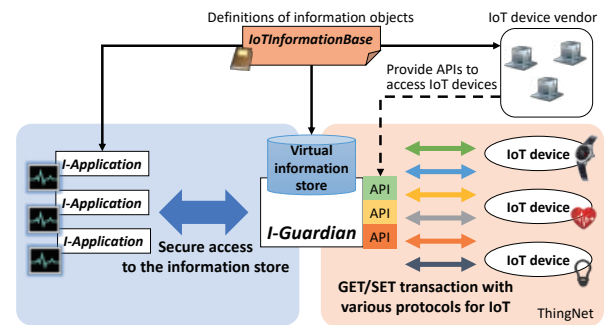 Definitions of information objects
IoTInformationBase
IoT device vendor
Provide APIs to
access IoT devices
I-Application
I-Application
I-Application
Virtual
information
store
I-Guardian
API
API
API
IoT device
IoT device
IoT device
Secure access
to the information store
GET/SET transaction with
various protocols for IoT
ThingNet